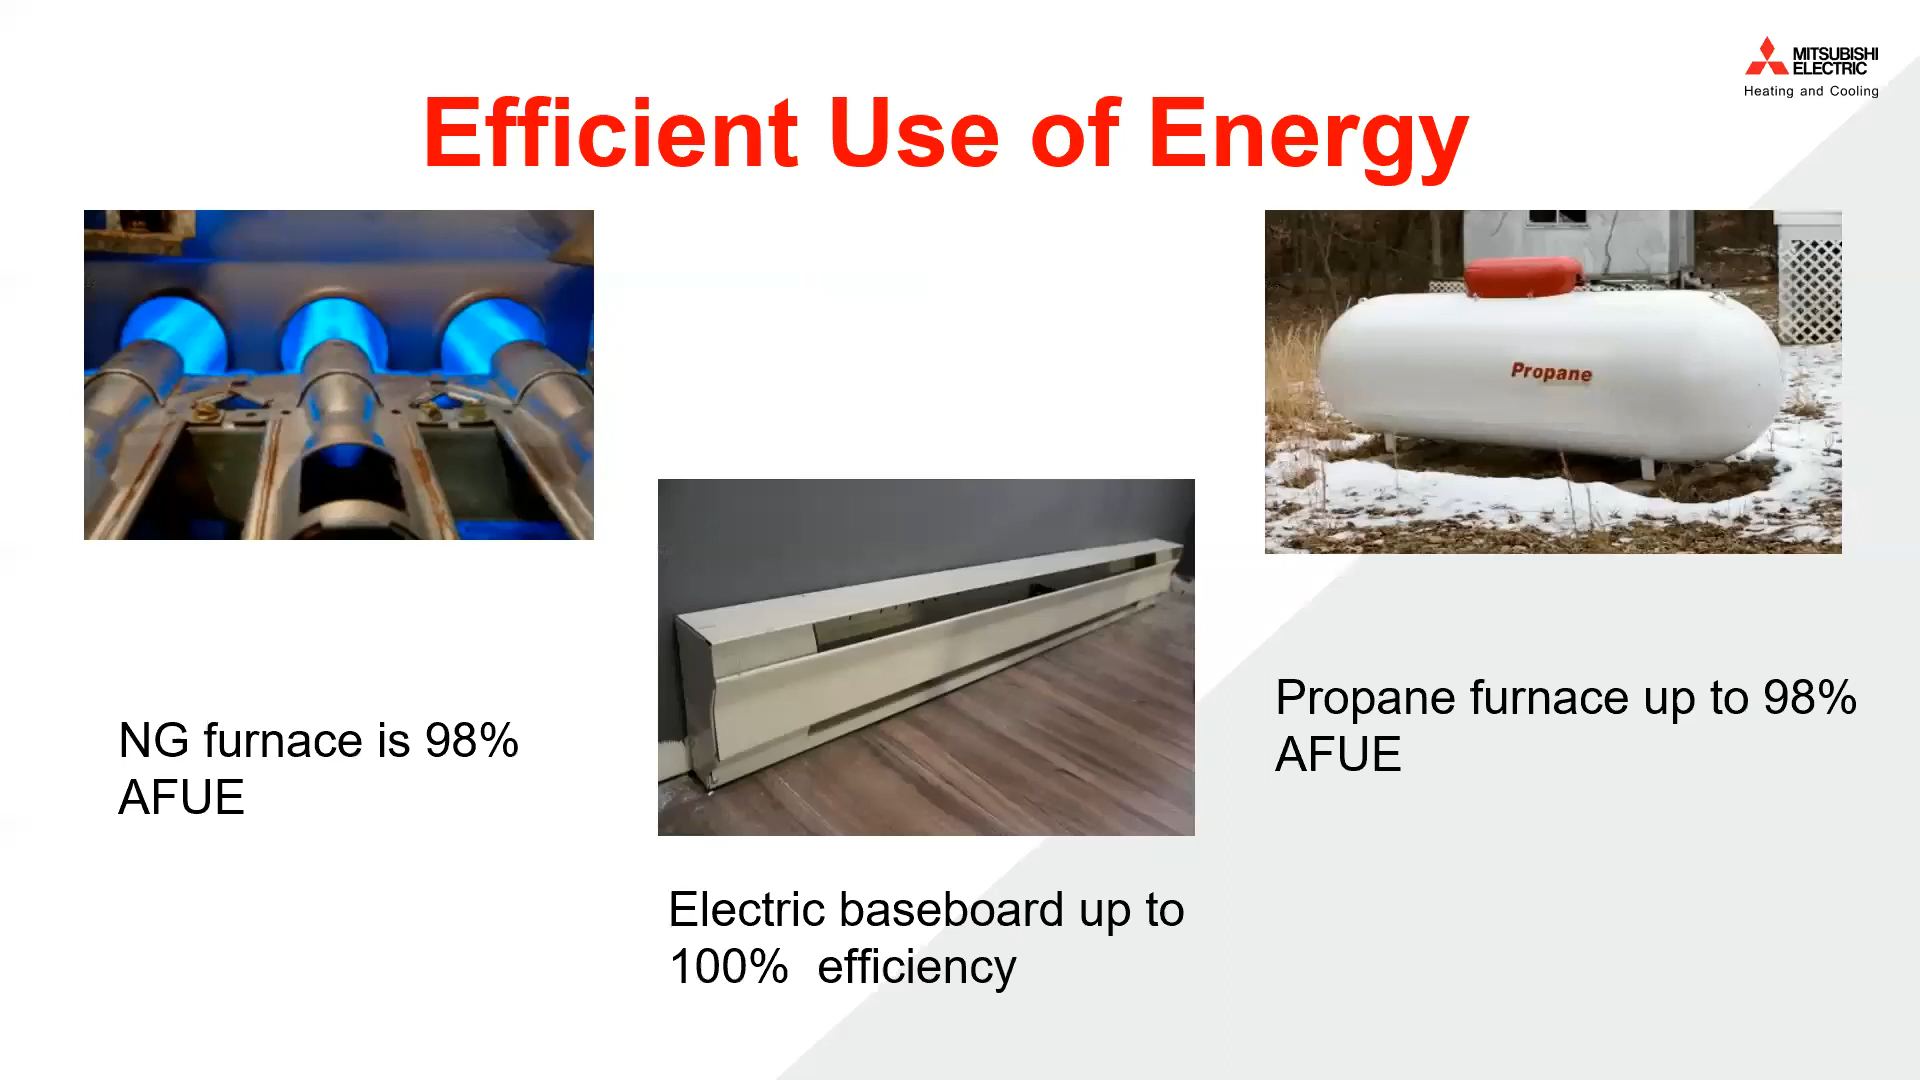 MITSUBISHI
ELECTRIC
Heating and Cooling
Efficient Use of Energy
Propane
NG furnace is 98%
AFUE
Electric baseboard up to
100%  efficiency
Propane furnace up to 98%
AFUE